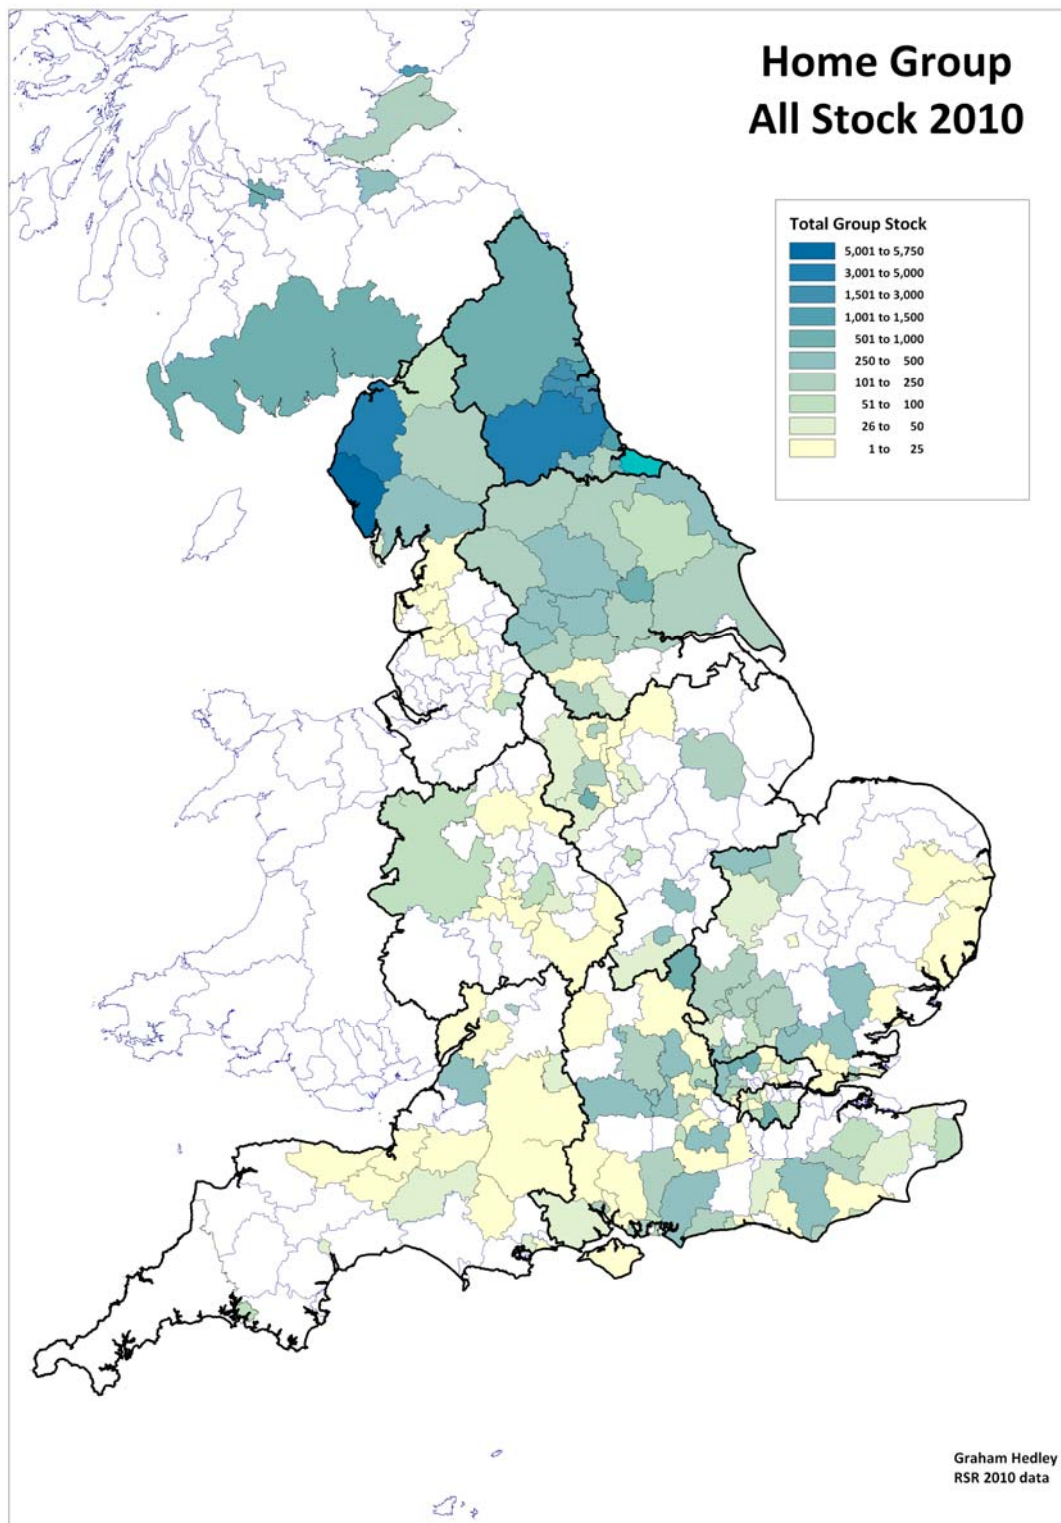 Home Group
All Stock 2010
Total Group Stock
5,001 to 5,750
3,001 to 5,000
1,501 to 3,000
1,001 to 1,500
501 to 1,000
250 to 500
101 to 250
51 to 100
26 to 50
1 to 25
Graham Hedley
RSR 2010 data